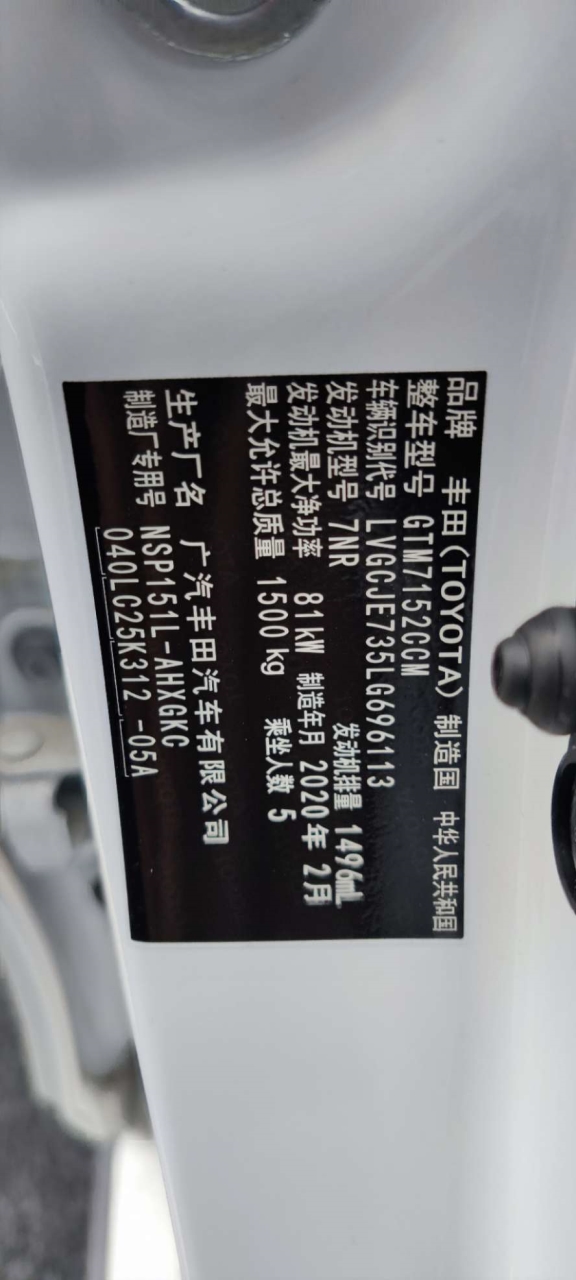 品牌 丰田(TOYOTA) 制造国 中华人民共和国
整车型号 GTM7152CCM
车辆识别代号 LVGCJE735LG696113
发动机型号 7NR 发动机排量 1496mL
发动机最大净功率 81kW 制造年月 2020年2月
最大允许总质量 1500kg 乘坐人数 5
生产厂名 广汽丰田汽车有限公司
制造厂专用号 NSP151L-AHXGKC
040LC25K312 -05A